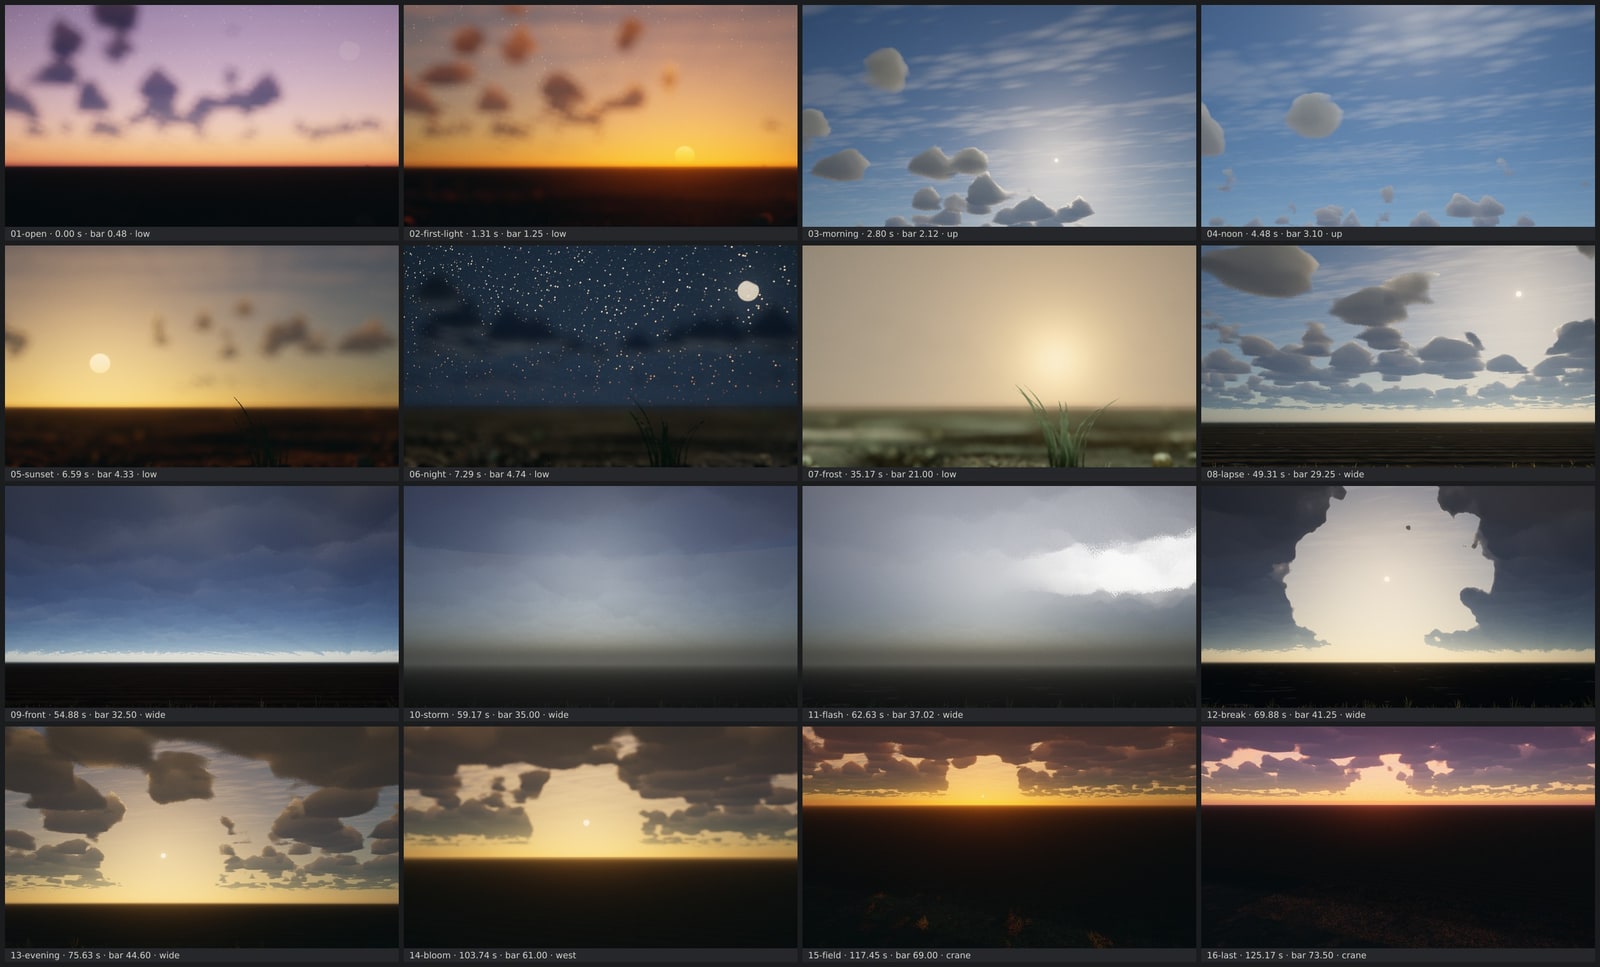 01-open · 0.00 s · bar 0.48 · low
02-first-light · 1.31 s · bar 1.25 · low
03-morning · 2.80 s · bar 2.12 · up
04-noon · 4.48 s · bar 3.10 · up
05-sunset · 6.59 s · bar 4.33 · low
06-night · 7.29 s · bar 4.74 · low
07-frost · 35.17 s · bar 21.00 · low
08-lapse · 49.31 s · bar 29.25 · wide
09-front · 54.88 s · bar 32.50 · wide
10-storm · 59.17 s · bar 35.00 · wide
11-flash · 62.63 s · bar 37.02 · wide
12-break · 69.88 s · bar 41.25 · wide
13-evening · 75.63 s · bar 44.60 · wide
14-bloom · 103.74 s · bar 61.00 · west
15-field · 117.45 s · bar 69.00 · crane
16-last · 125.17 s · bar 73.50 · crane